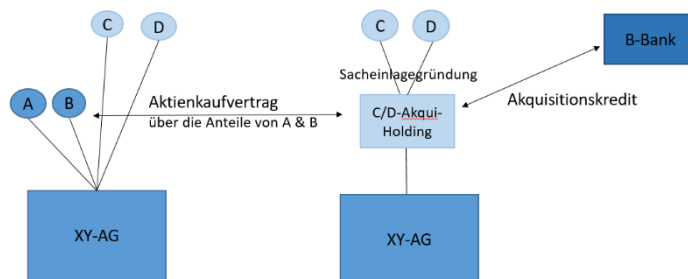 C
D
C
D
B-Bank
Sacheinlagegründung
A
B
Aktienkaufvertrag
über die Anteile von A & B
C/D-Akqui-
Holding
Akquisitionskredit
XY-AG
XY-AG